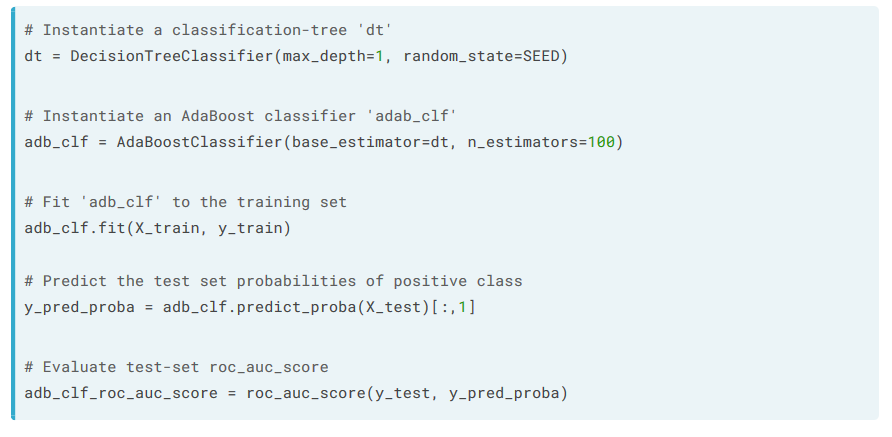 # Instantiate a classification-tree 'dt'
dt = DecisionTreeClassifier(max_depth=1, random_state=SEED)
# Instantiate an AdaBoost classifier 'adab_clf'
adb_clf = AdaBoostClassifier(base_estimator=dt, n_estimators=100)
# Fit 'adb_clf' to the training set
adb_clf.fit(X_train, y_train)
# Predict the test set probabilities of positive class
y_pred_proba = adb_clf.predict_proba(X_test)[:,1]
# Evaluate test-set roc_auc_score
adb_clf_roc_auc_score = roc_auc_score(y_test, y_pred_proba)